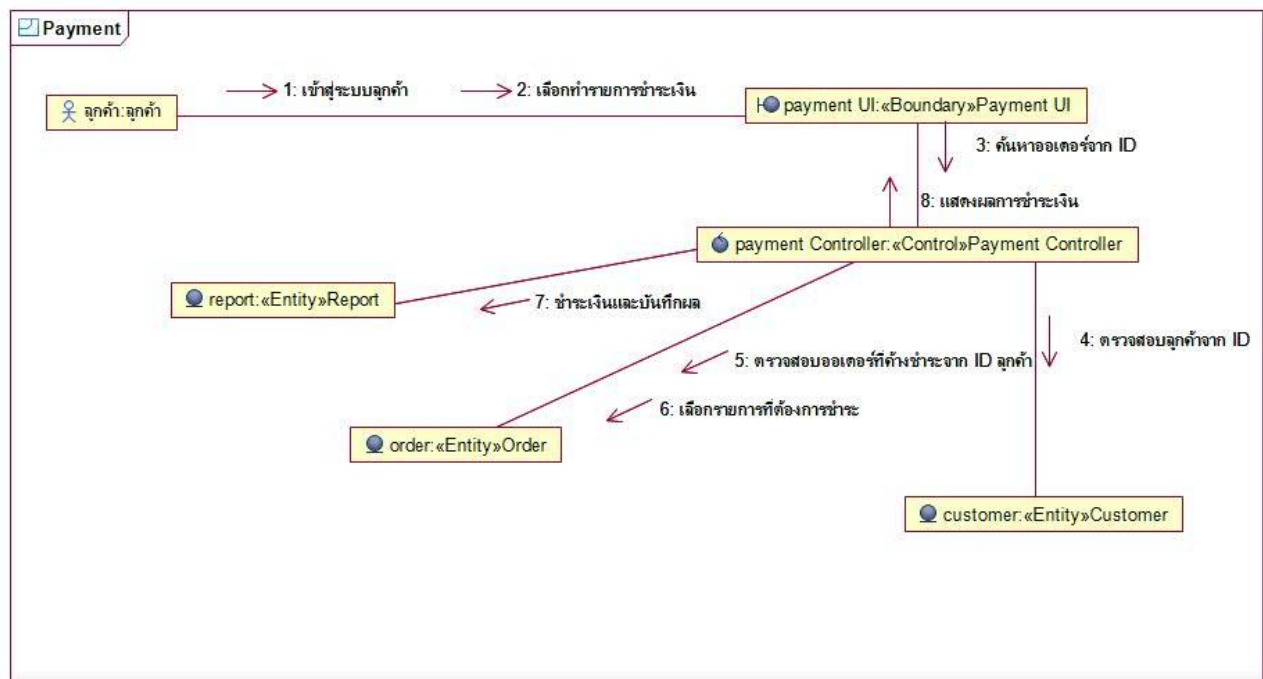 Payment
1: เข้าสู่ระบบลูกค้า
2: เลือกทำรายการชำระเงิน
ลูกค้า:ลูกค้า
payment UI:«Boundary»Payment UI
3: ค้นหาออเดอร์จาก ID
8: แสดงผลการชำระเงิน
payment Controller:«Control»Payment Controller
report:«Entity»Report
7: ชำระเงินและบันทึกผล
4: ตรวจสอบลูกค้าจาก ID
5: ตรวจสอบออเดอร์ที่ค้างชำระจาก ID ลูกค้า
6: เลือกรายการที่ต้องการชำระ
order:«Entity»Order
customer:«Entity»Customer